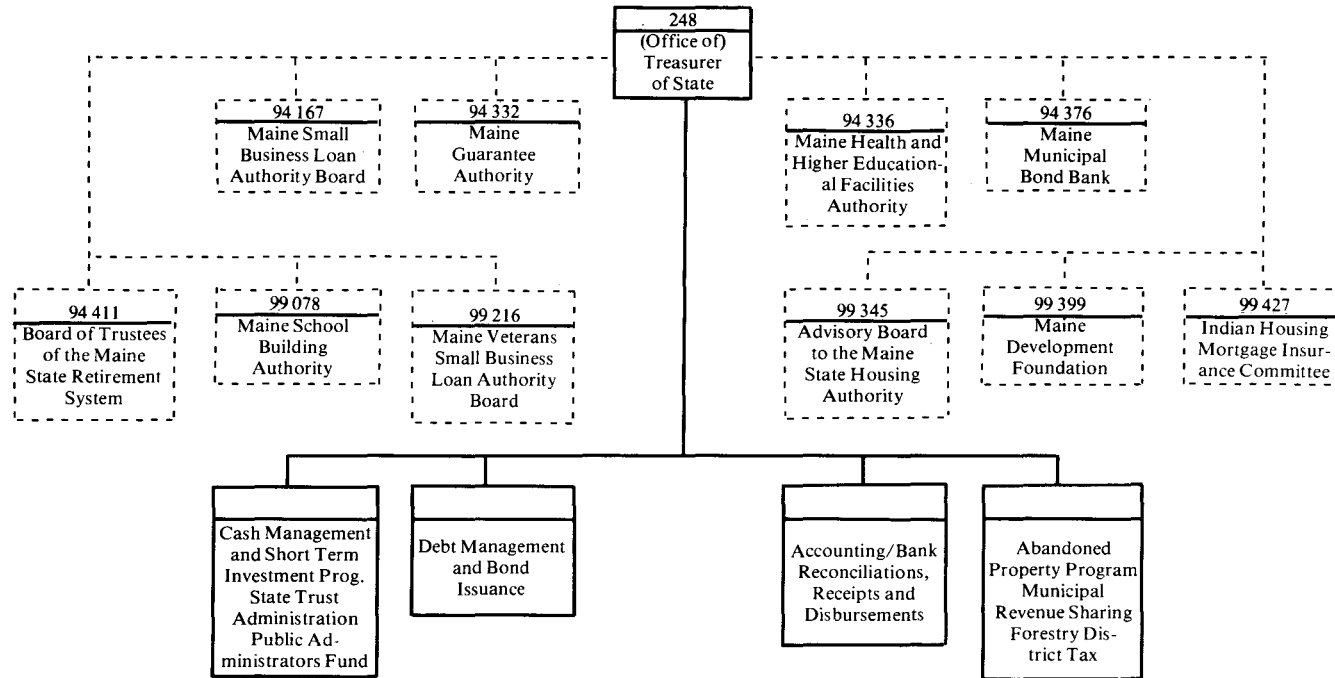 248
(Office of)
Treasurer
of State
94 167
Maine Small
Business Loan
Authority Board
94 332
Maine
Guarantee
Authority
94 336
Maine Health and
Higher Education-
al Facilities
Authority
94 376
Maine
Municipal
Bond Bank
94 411
Board of Trustees
of the Maine
State Retirement
System
99 078
Maine School
Building
Authority
99 216
Maine Veterans
Small Business
Loan Authority
Board
99 345
Advisory Board
to the Maine
State Housing
Authority
99 399
Maine
Development
Foundation
99 427
Indian Housing
Mortgage Insur-
ance Committee
Cash Management
and Short Term
Investment Prog.
State Trust
Administration
Public Ad-
ministrators Fund
Debt Management
and Bond
Issuance
Accounting/Bank
Reconciliations,
Receipts and
Disbursements
Abandoned
Property Program
Municipal
Revenue Sharing
Forestry Dis-
trict Tax